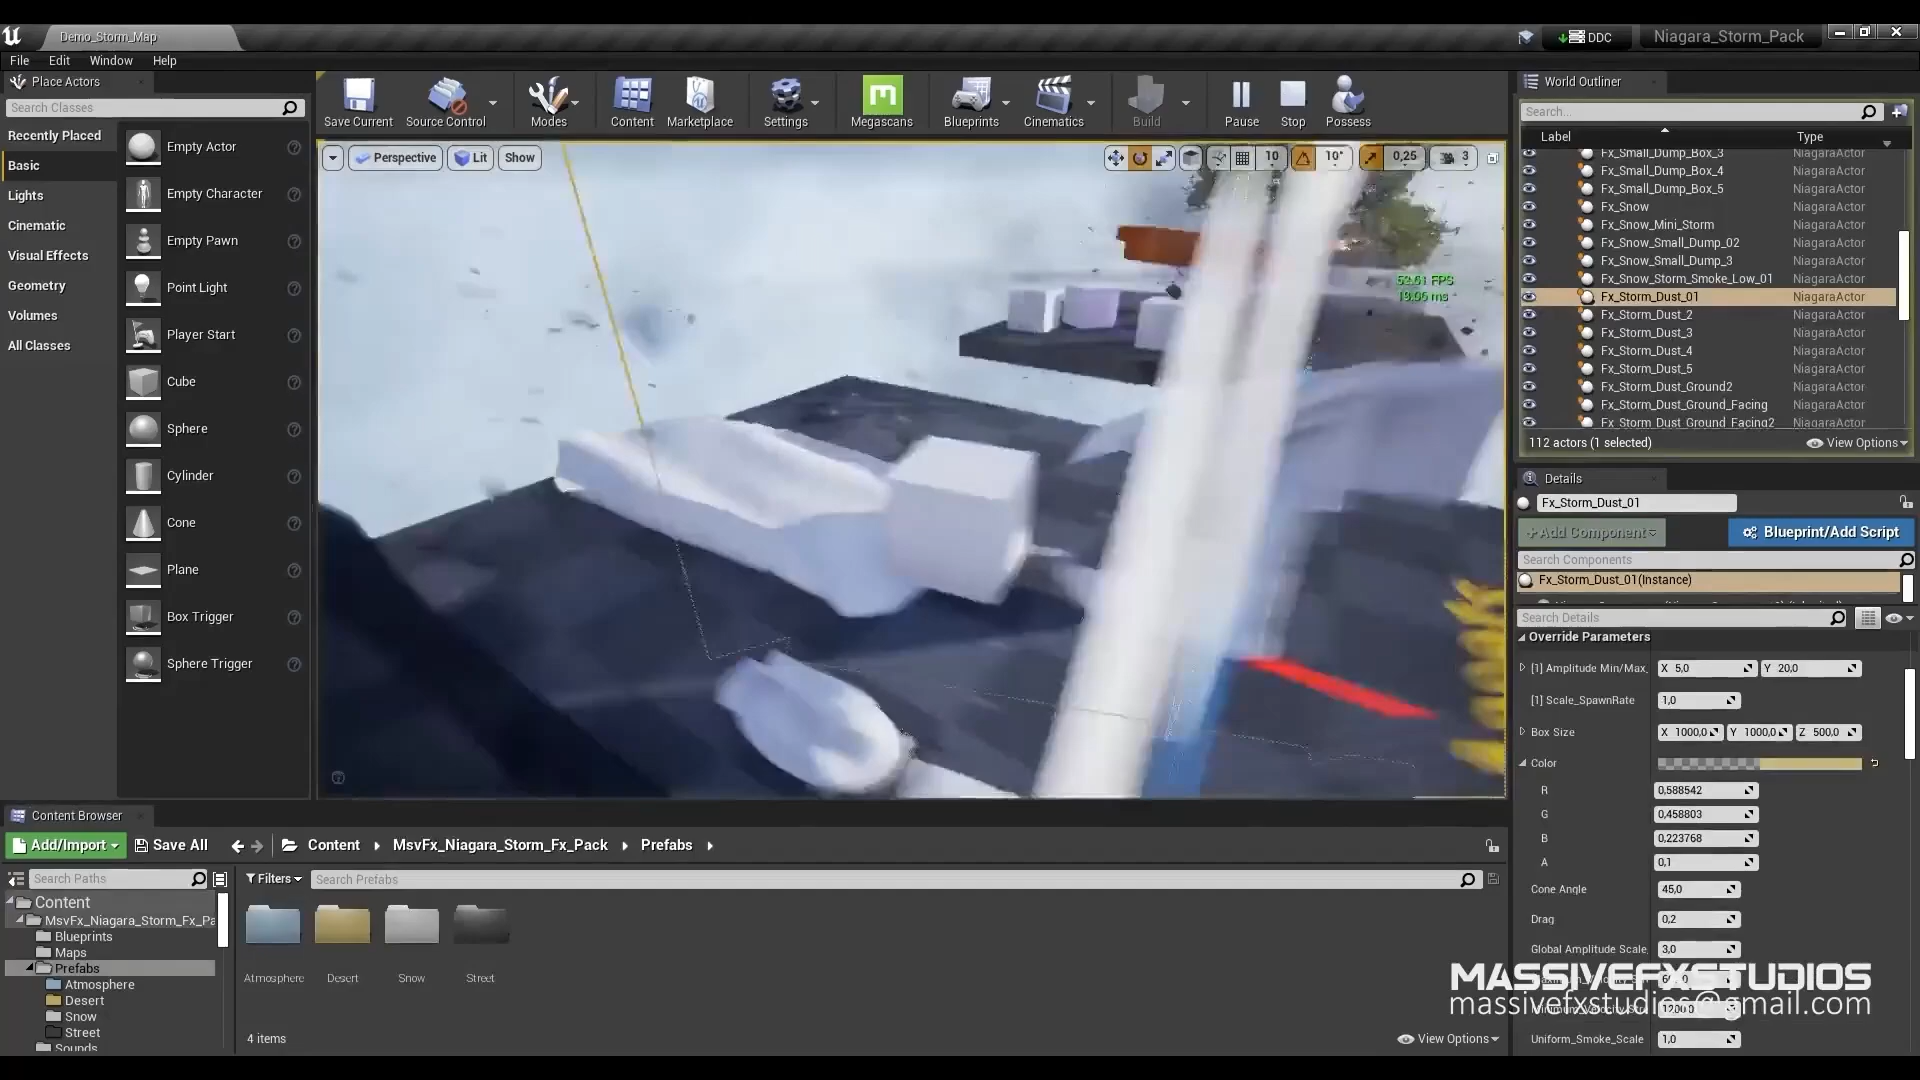 Demo_Storm_Map
DDC
Niagara_Storm_Pack
File Edit Window Help
Place Actors
Search Classes
Recently Placed
Basic
Lights
Cinematic
Visual Effects
Geometry
Volumes
All Classes
Empty Actor
Empty Character
Empty Pawn
Point Light
Player Start
Cube
Sphere
Cylinder
Cone
Plane
Box Trigger
Sphere Trigger
Save Current
Source Control
Modes
Content
Marketplace
Settings
Megascans
Blueprints
Cinematics
Build
Pause
Stop
Possess
Perspective
Lit
Show
10
10°
0,25
3
World Outliner
Search...
Label Type
Fx_Small_Dump_Box_3 NiagaraActor
Fx_Small_Dump_Box_4 NiagaraActor
Fx_Small_Dump_Box_5 NiagaraActor
Fx_Snow NiagaraActor
Fx_Snow_Mini_Storm NiagaraActor
Fx_Snow_Small_Dump_02 NiagaraActor
Fx_Snow_Small_Dump_3 NiagaraActor
Fx_Snow_Storm_Smoke_Low_01 NiagaraActor
Fx_Storm_Dust_01 NiagaraActor
Fx_Storm_Dust_2 NiagaraActor
Fx_Storm_Dust_3 NiagaraActor
Fx_Storm_Dust_4 NiagaraActor
Fx_Storm_Dust_5 NiagaraActor
Fx_Storm_Dust_Ground2 NiagaraActor
Fx_Storm_Dust_Ground_Facing NiagaraActor
Fx_Storm_Dust_Ground_Facing2 NiagaraActor
112 actors (1 selected)
View Options
Details
Fx_Storm_Dust_01
+Add Component
Blueprint/Add Script
Search Components
Fx_Storm_Dust_01(Instance)
Search Details
Override Parameters
[1] Amplitude Min/Max_ X 5,0 Y 20,0
[1] Scale_SpawnRate 1,0
Box Size X 1000,0 Y 1000,0 Z 500,0
Color
R 0,588542
G 0,458803
B 0,223768
A 0,1
Cone Angle 45,0
Drag 0,2
Global Amplitude Scale_ 3,0
MASSIVEFXSTUDIOS
massivefxstudios@gmail.com
Uniform_Smoke_Scale 1,0
Content Browser
Add/Import
Save All
Content
MsvFx_Niagara_Storm_Fx_Pack
Prefabs
Search Paths
Filters
Search Prefabs
Content
MsvFx_Niagara_Storm_Fx_Pa
Blueprints
Maps
Prefabs
Atmosphere
Desert
Snow
Street
Sounds
Atmosphere
Desert
Snow
Street
4 items
View Options